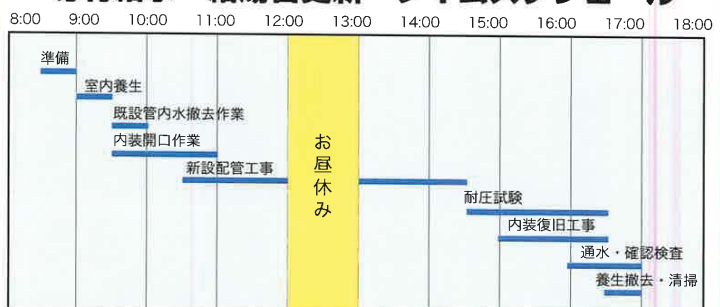 8:00 9:00 10:00 11:00 12:00 13:00 14:00 15:00 16:00 17:00 18:00
準備
室内養生
既設管内水撤去作業
内装開口作業
新設配管工事
お昼休み
耐圧試験
内装復旧工事
通水・確認検査
養生撤去・清掃